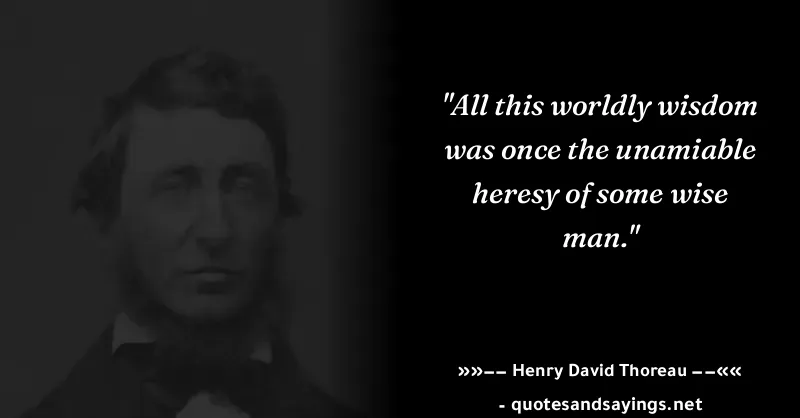 "All this worldly wisdom
was once the unamiable
heresy of some wise
man."
»»–– Henry David Thoreau ––««
- quotesandsayings.net